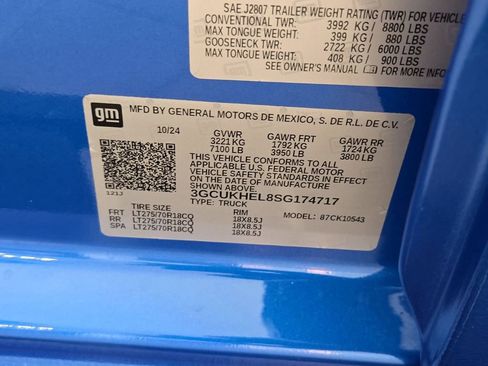 SAE J2807 TRAILER WEIGHT RATING (TWR) FOR VEHICLE
CONVENTIONAL TWR: 3992 KG / 8800 LBS
MAX TONGUE WEIGHT: 399 KG / 880 LBS
GOOSENECK TWR: 2722 KG / 6000 LBS
MAX TONGUE WEIGHT: 408 KG / 900 LBS
SEE OWNER'S MANUAL FOR MORE
gm
MFD BY GENERAL MOTORS DE MEXICO, S. DE R.L. DE C.V.
10/24 GVWR GAWR FRT GAWR RR
3221 KG 1792 KG 1724 KG
7100 LB 3950 LB 3800 LB
THIS VEHICLE CONFORMS TO ALL
APPLICABLE U.S. FEDERAL MOTOR
VEHICLE SAFETY STANDARDS IN
EFFECT ON THE DATE OF
MANUFACTURE SHOWN ABOVE.
3GCUKHEL8SG174717
121J
TYPE: TRUCK
TIRE SIZE RIM MODEL: 87CK10543
FRT LT275/70R18CQ 18X8.5J
RR LT275/70R18CQ 18X8.5J
SPA LT275/70R18CQ 18X8.5J